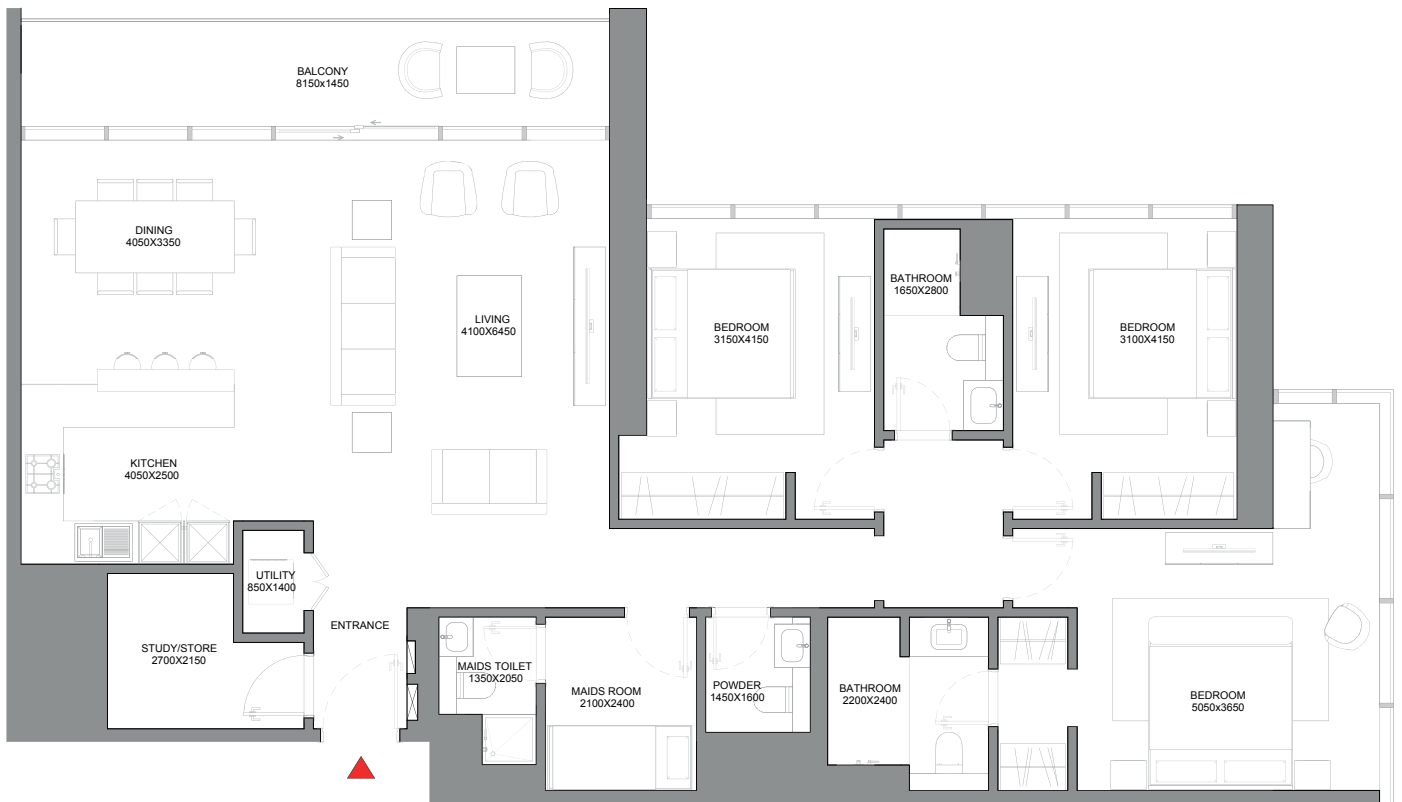 BALCONY
8150x1450
DINING
4050X3350
LIVING
4100X6450
BEDROOM
3150X4150
BATHROOM
1650X2800
BEDROOM
3100X4150
KITCHEN
4050X2500
UTILITY
850X1400
ENTRANCE
STUDY/STORE
2700X2150
MAIDS TOILET
1350X2050
MAIDS ROOM
2100X2400
POWDER
1450X1600
BATHROOM
2200X2400
BEDROOM
5050x3650